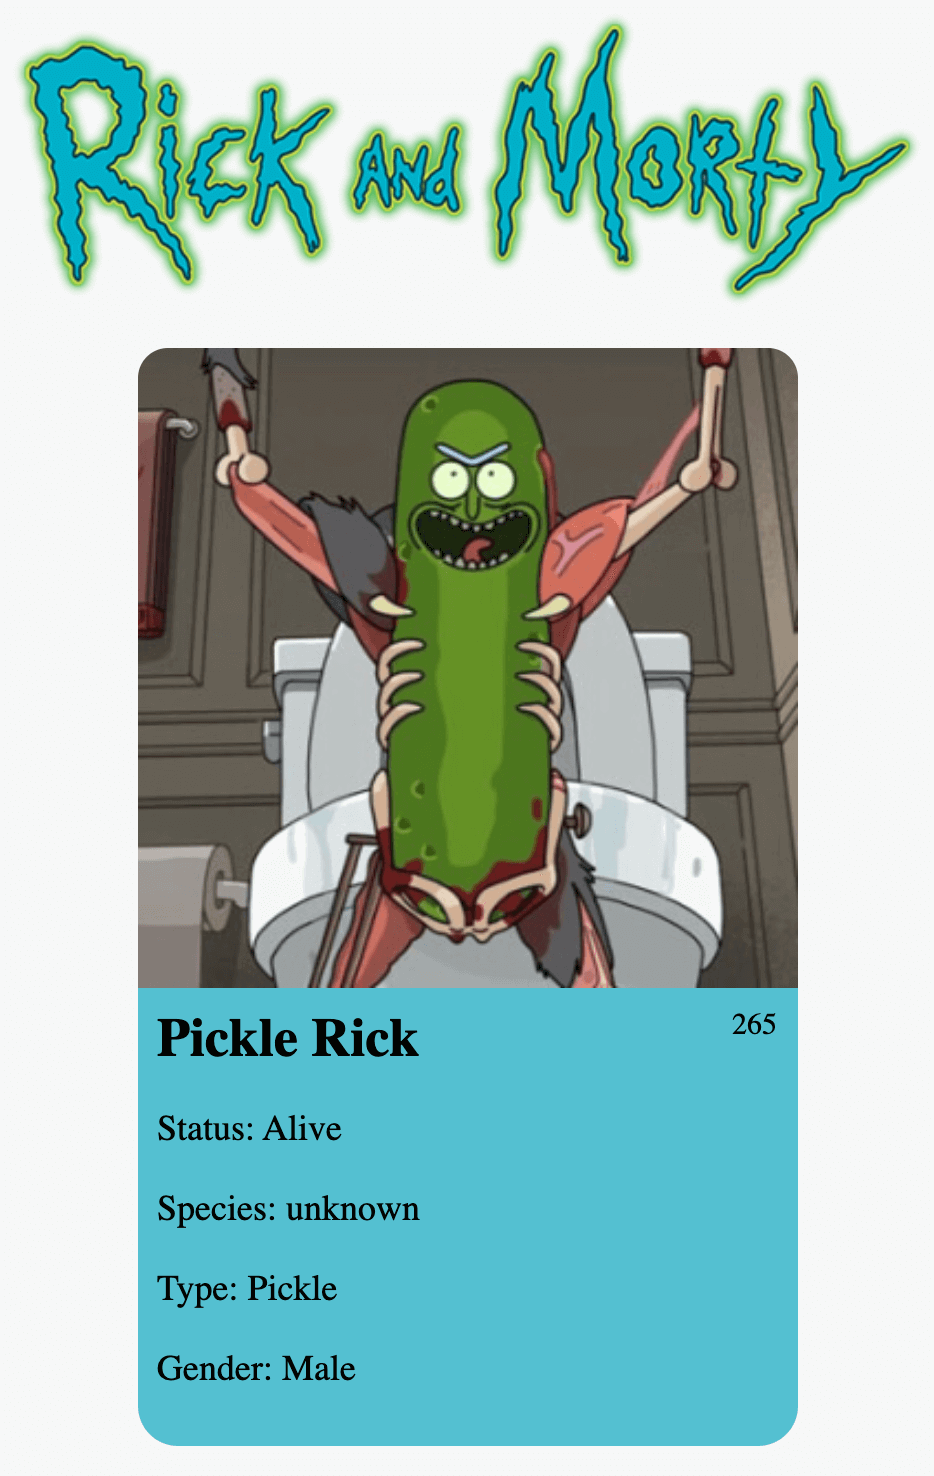 Rick and Morty
Pickle Rick
265
Status: Alive
Species: unknown
Type: Pickle
Gender: Male